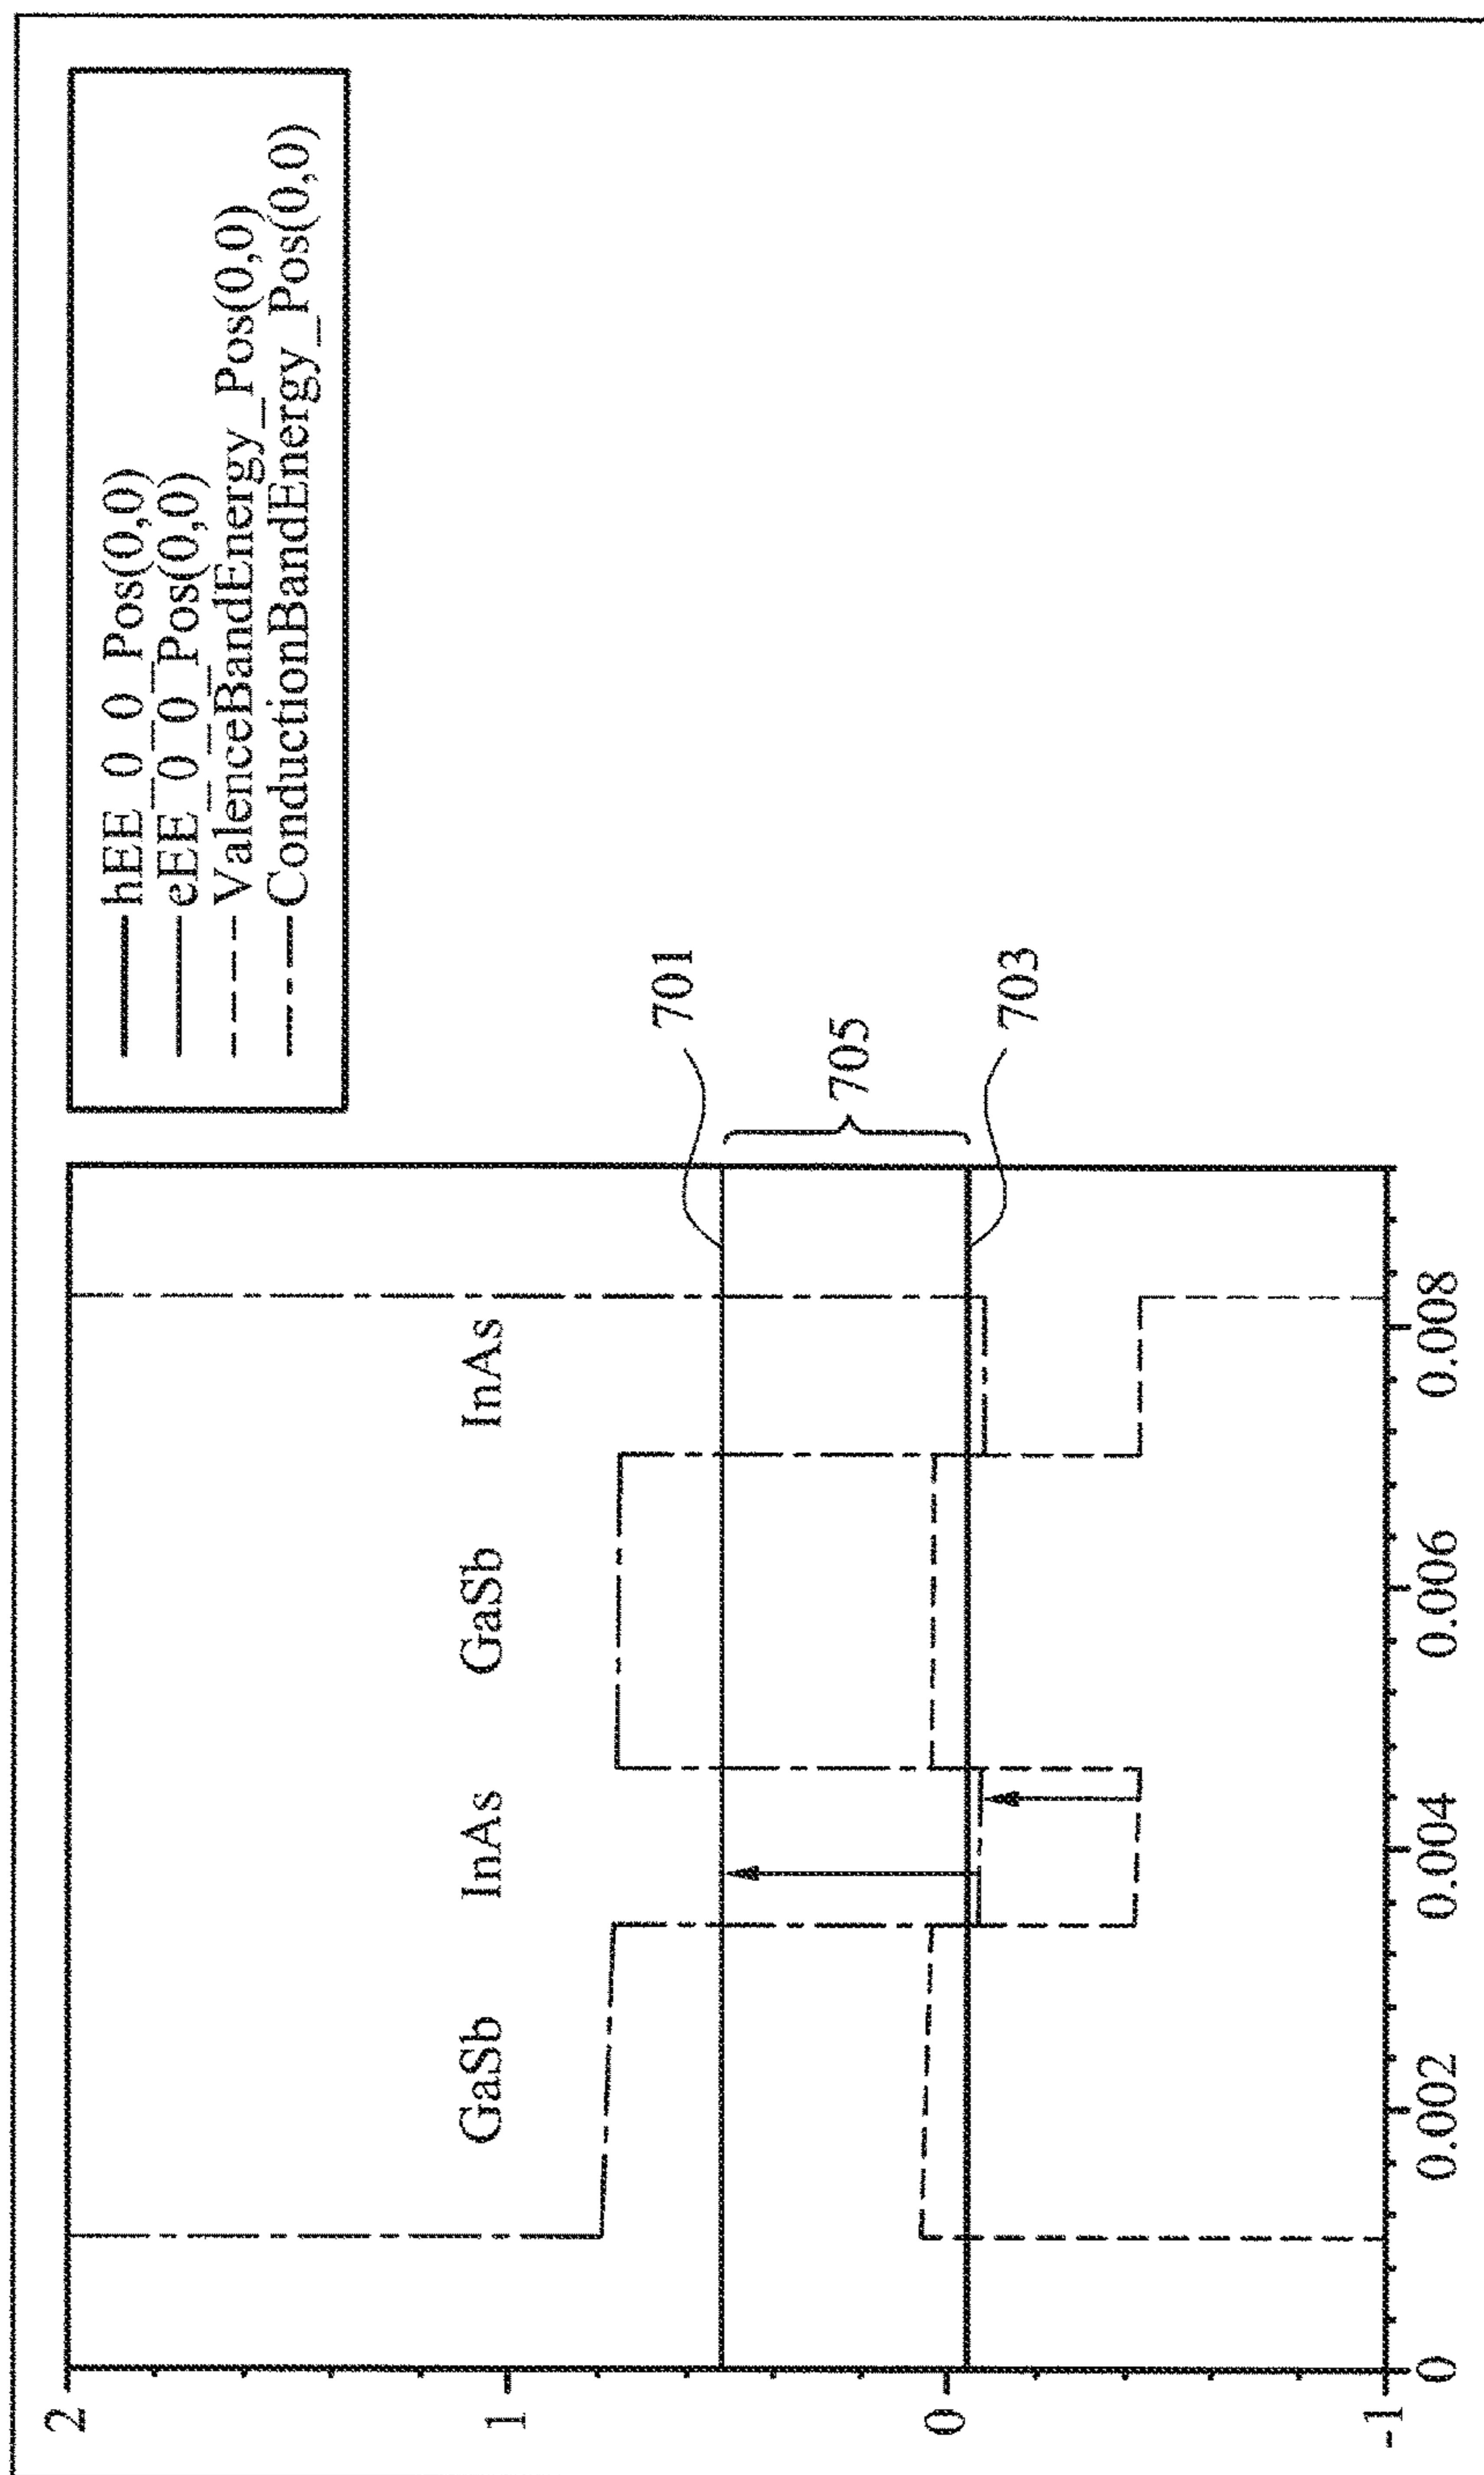 hEE_0_0_Pos(0,0)
eEE_0_0_Pos(0,0)
ValenceBandEnergy_Pos(0,0)
ConductionBandEnergy_Pos(0,0)
2
1
0
-1
GaSb
InAs
GaSb
InAs
701
705
703
0
0.002
0.004
0.006
0.008